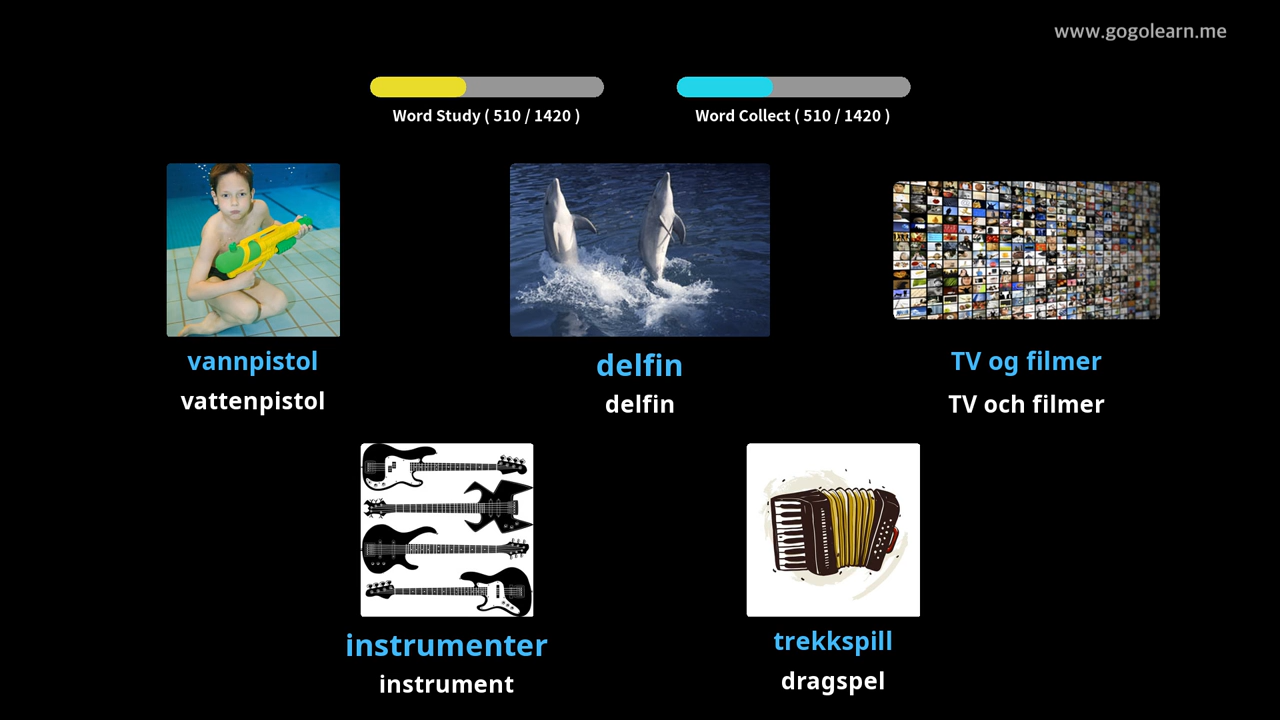 www.gogolearn.me
Word Study ( 510 / 1420 )
Word Collect ( 510 / 1420 )
vannpistol
vattenpistol
delfin
delfin
TV og filmer
TV och filmer
instrumenter
instrument
trekkspill
dragspel